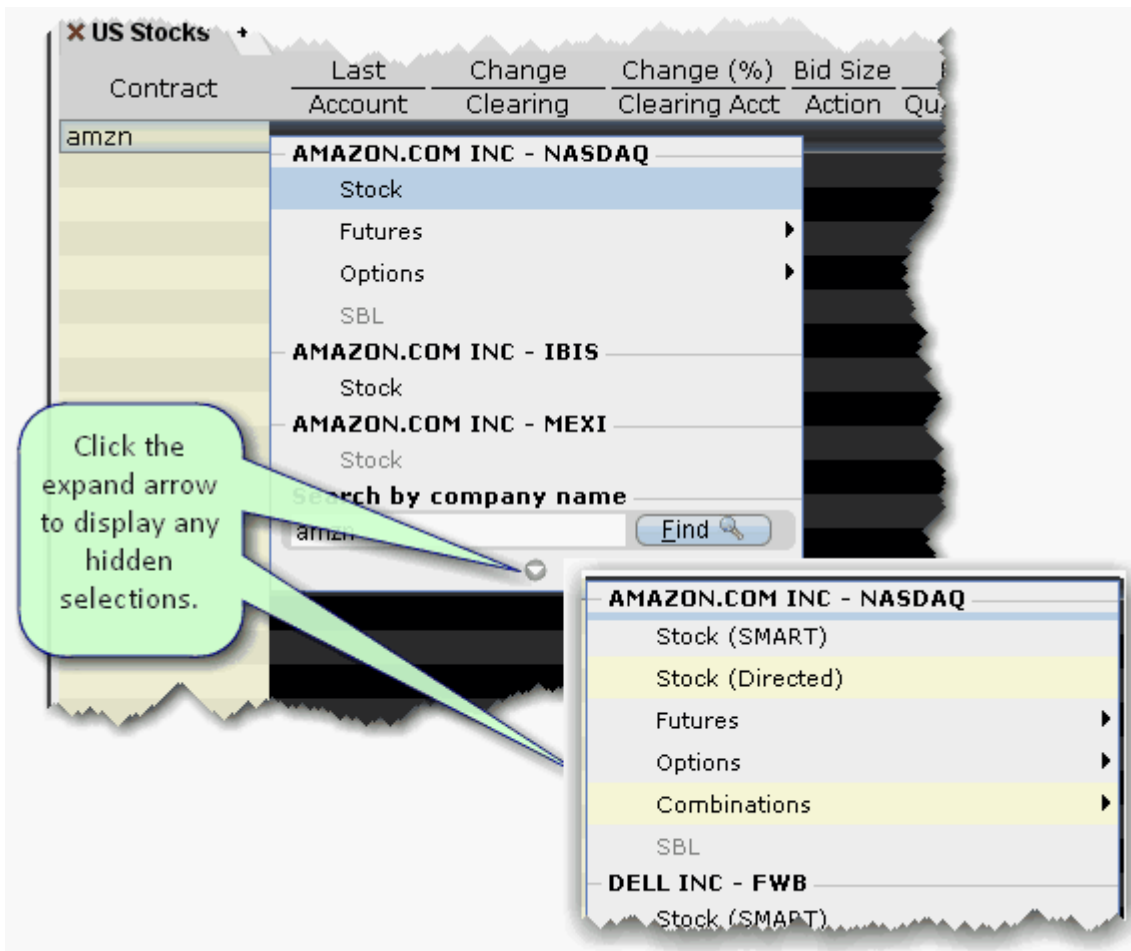 US Stocks +
Contract
Last Change Change (%) Bid Size
Account Clearing Clearing Acct Action
amzn
AMAZON.COM INC - NASDAQ
Stock
Futures
Options
SBL
AMAZON.COM INC - IBIS
Stock
AMAZON.COM INC - MEXI
Stock
Search by company name
amzn Find
Click the
expand arrow
to display any
hidden
selections.
AMAZON.COM INC - NASDAQ
Stock (SMART)
Stock (Directed)
Futures
Options
Combinations
SBL
DELL INC - FWB
Stock (SMART)